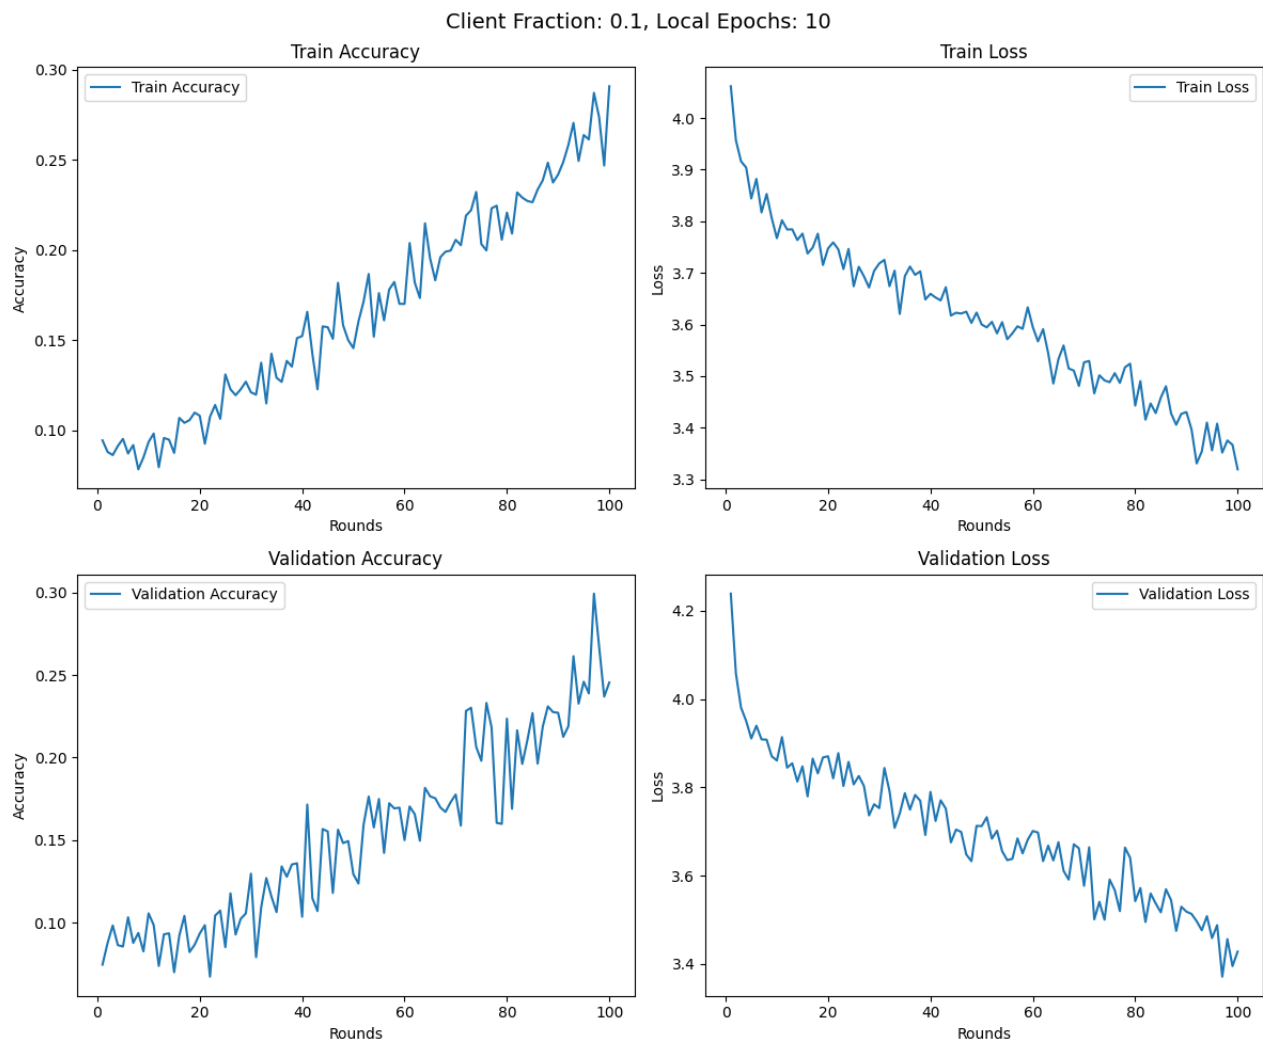 Client Fraction: 0.1, Local Epochs: 10
Train Accuracy
Train Accuracy
Accuracy
0.30
0.25
0.20
0.15
0.10
0 20 40 60 80 100
Rounds
Train Loss
Train Loss
Loss
4.0
3.9
3.8
3.7
3.6
3.5
3.4
3.3
0 20 40 60 80 100
Rounds
Validation Accuracy
Validation Accuracy
Accuracy
0.30
0.25
0.20
0.15
0.10
0 20 40 60 80 100
Rounds
Validation Loss
Validation Loss
Loss
4.2
4.0
3.8
3.6
3.4
0 20 40 60 80 100
Rounds